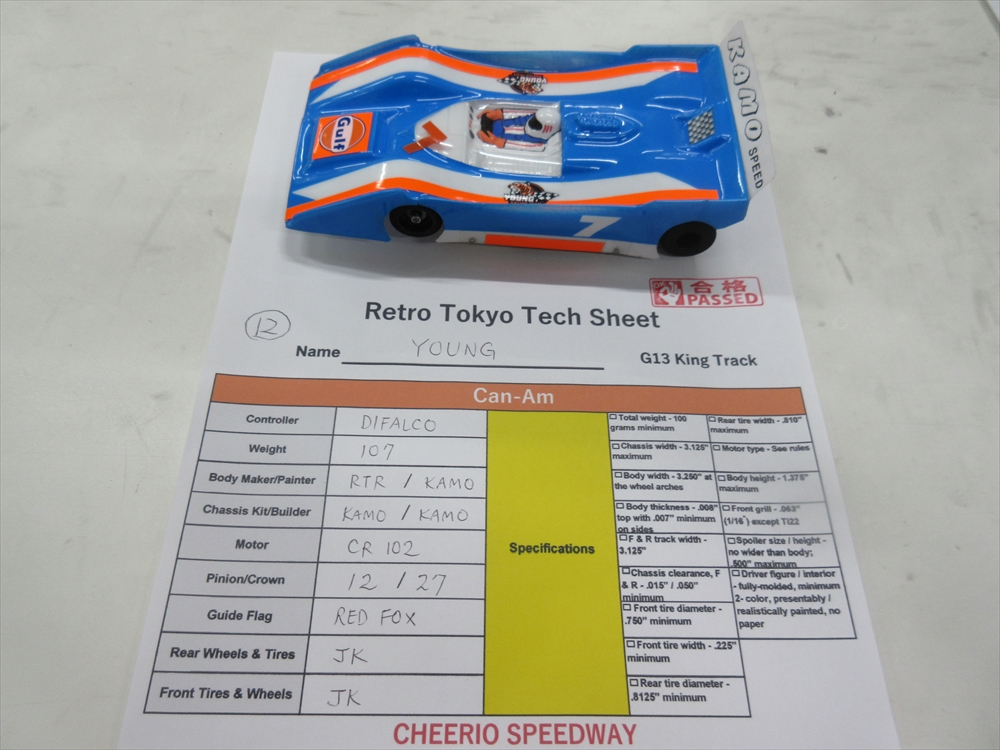 KAMO SPEED
YOUNG
Gulf
YOUNG
7
合格
PASSED
Retro Tokyo Tech Sheet
12
Name YOUNG
G13 King Track
Can-Am
Controller DIFALCO
Weight 107
Body Maker/Painter RTR / KAMO
Chassis Kit/Builder KAMO / KAMO
Motor CR 102
Pinion/Crown 12 / 27
Guide Flag RED FOX
Rear Wheels & Tires JK
Front Tires & Wheels JK
Specifications
Total weight - 100
grams minimum
Chassis width - 3.125"
maximum
Body width - 3.250" at
the wheel arches
Body thickness - .008"
top with .007" minimum
on sides
F & R track width -
3.125"
Chassis clearance, F
& R - .015" / .050"
minimum
Front tire diameter -
.750" minimum
Front tire width - .225"
minimum
Rear tire diameter -
.8125" minimum
Rear tire width - .810"
maximum
Motor type - See rules
Body height - 1.375"
maximum
Front grill - .063"
(1/16") except Ti22
Spoiler size / height -
no wider than body;
.500" maximum
Driver figure / interior
- fully-molded, minimum
2- color, presentably /
realistically painted, no
paper
CHEERIO SPEEDWAY